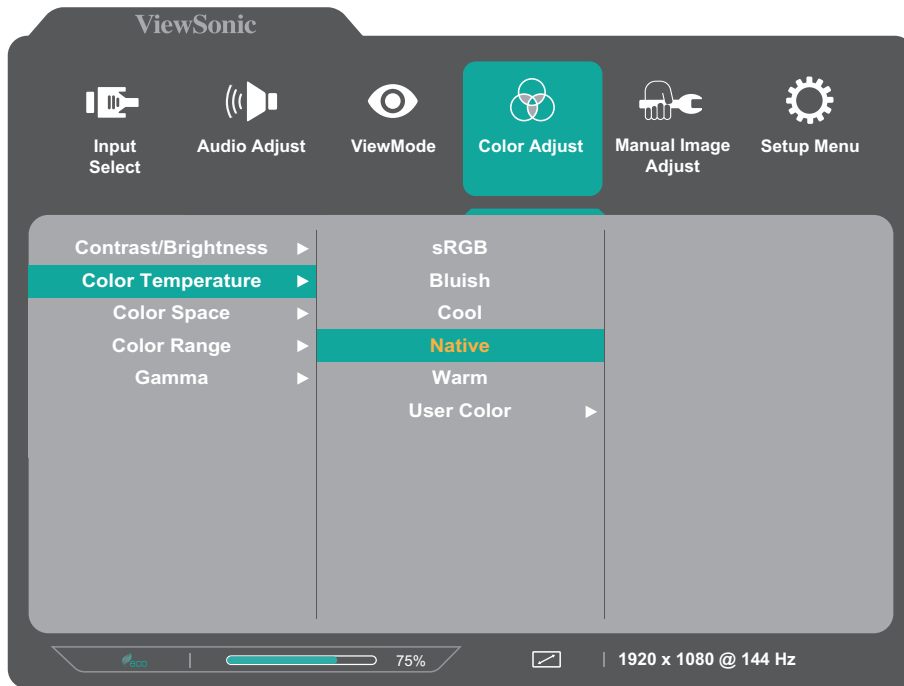 ViewSonic
Input
Select
Audio Adjust
ViewMode
Color Adjust
Manual Image
Adjust
Setup Menu
Contrast/Brightness ▶
Color Temperature ▶
Color Space ▶
Color Range ▶
Gamma ▶
sRGB
Bluish
Cool
Native
Warm
User Color ▶
eco
75%
1920 x 1080 @ 144 Hz